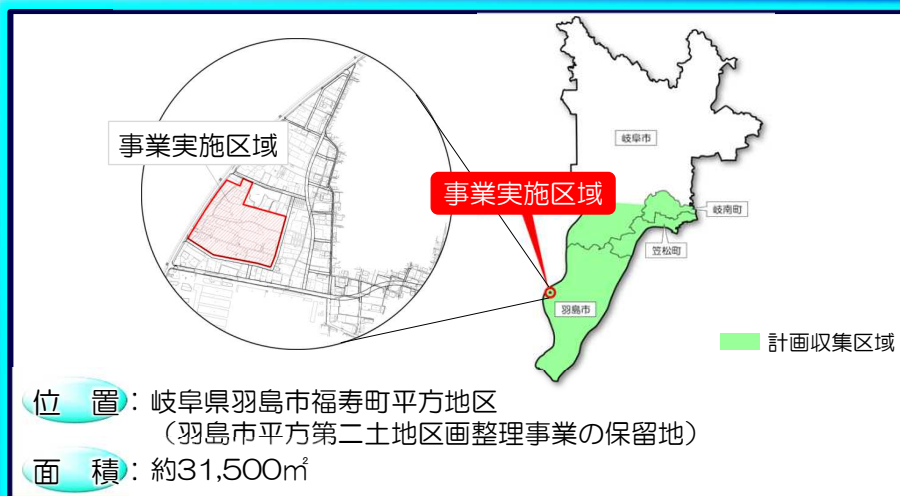 事業実施区域
岐阜市
事業実施区域
岐南町
笠松町
羽島市
計画収集区域
位 置：岐阜県羽島市福寿町平方地区
（羽島市平方第二土地区画整理事業の保留地）
面 積：約31,500㎡